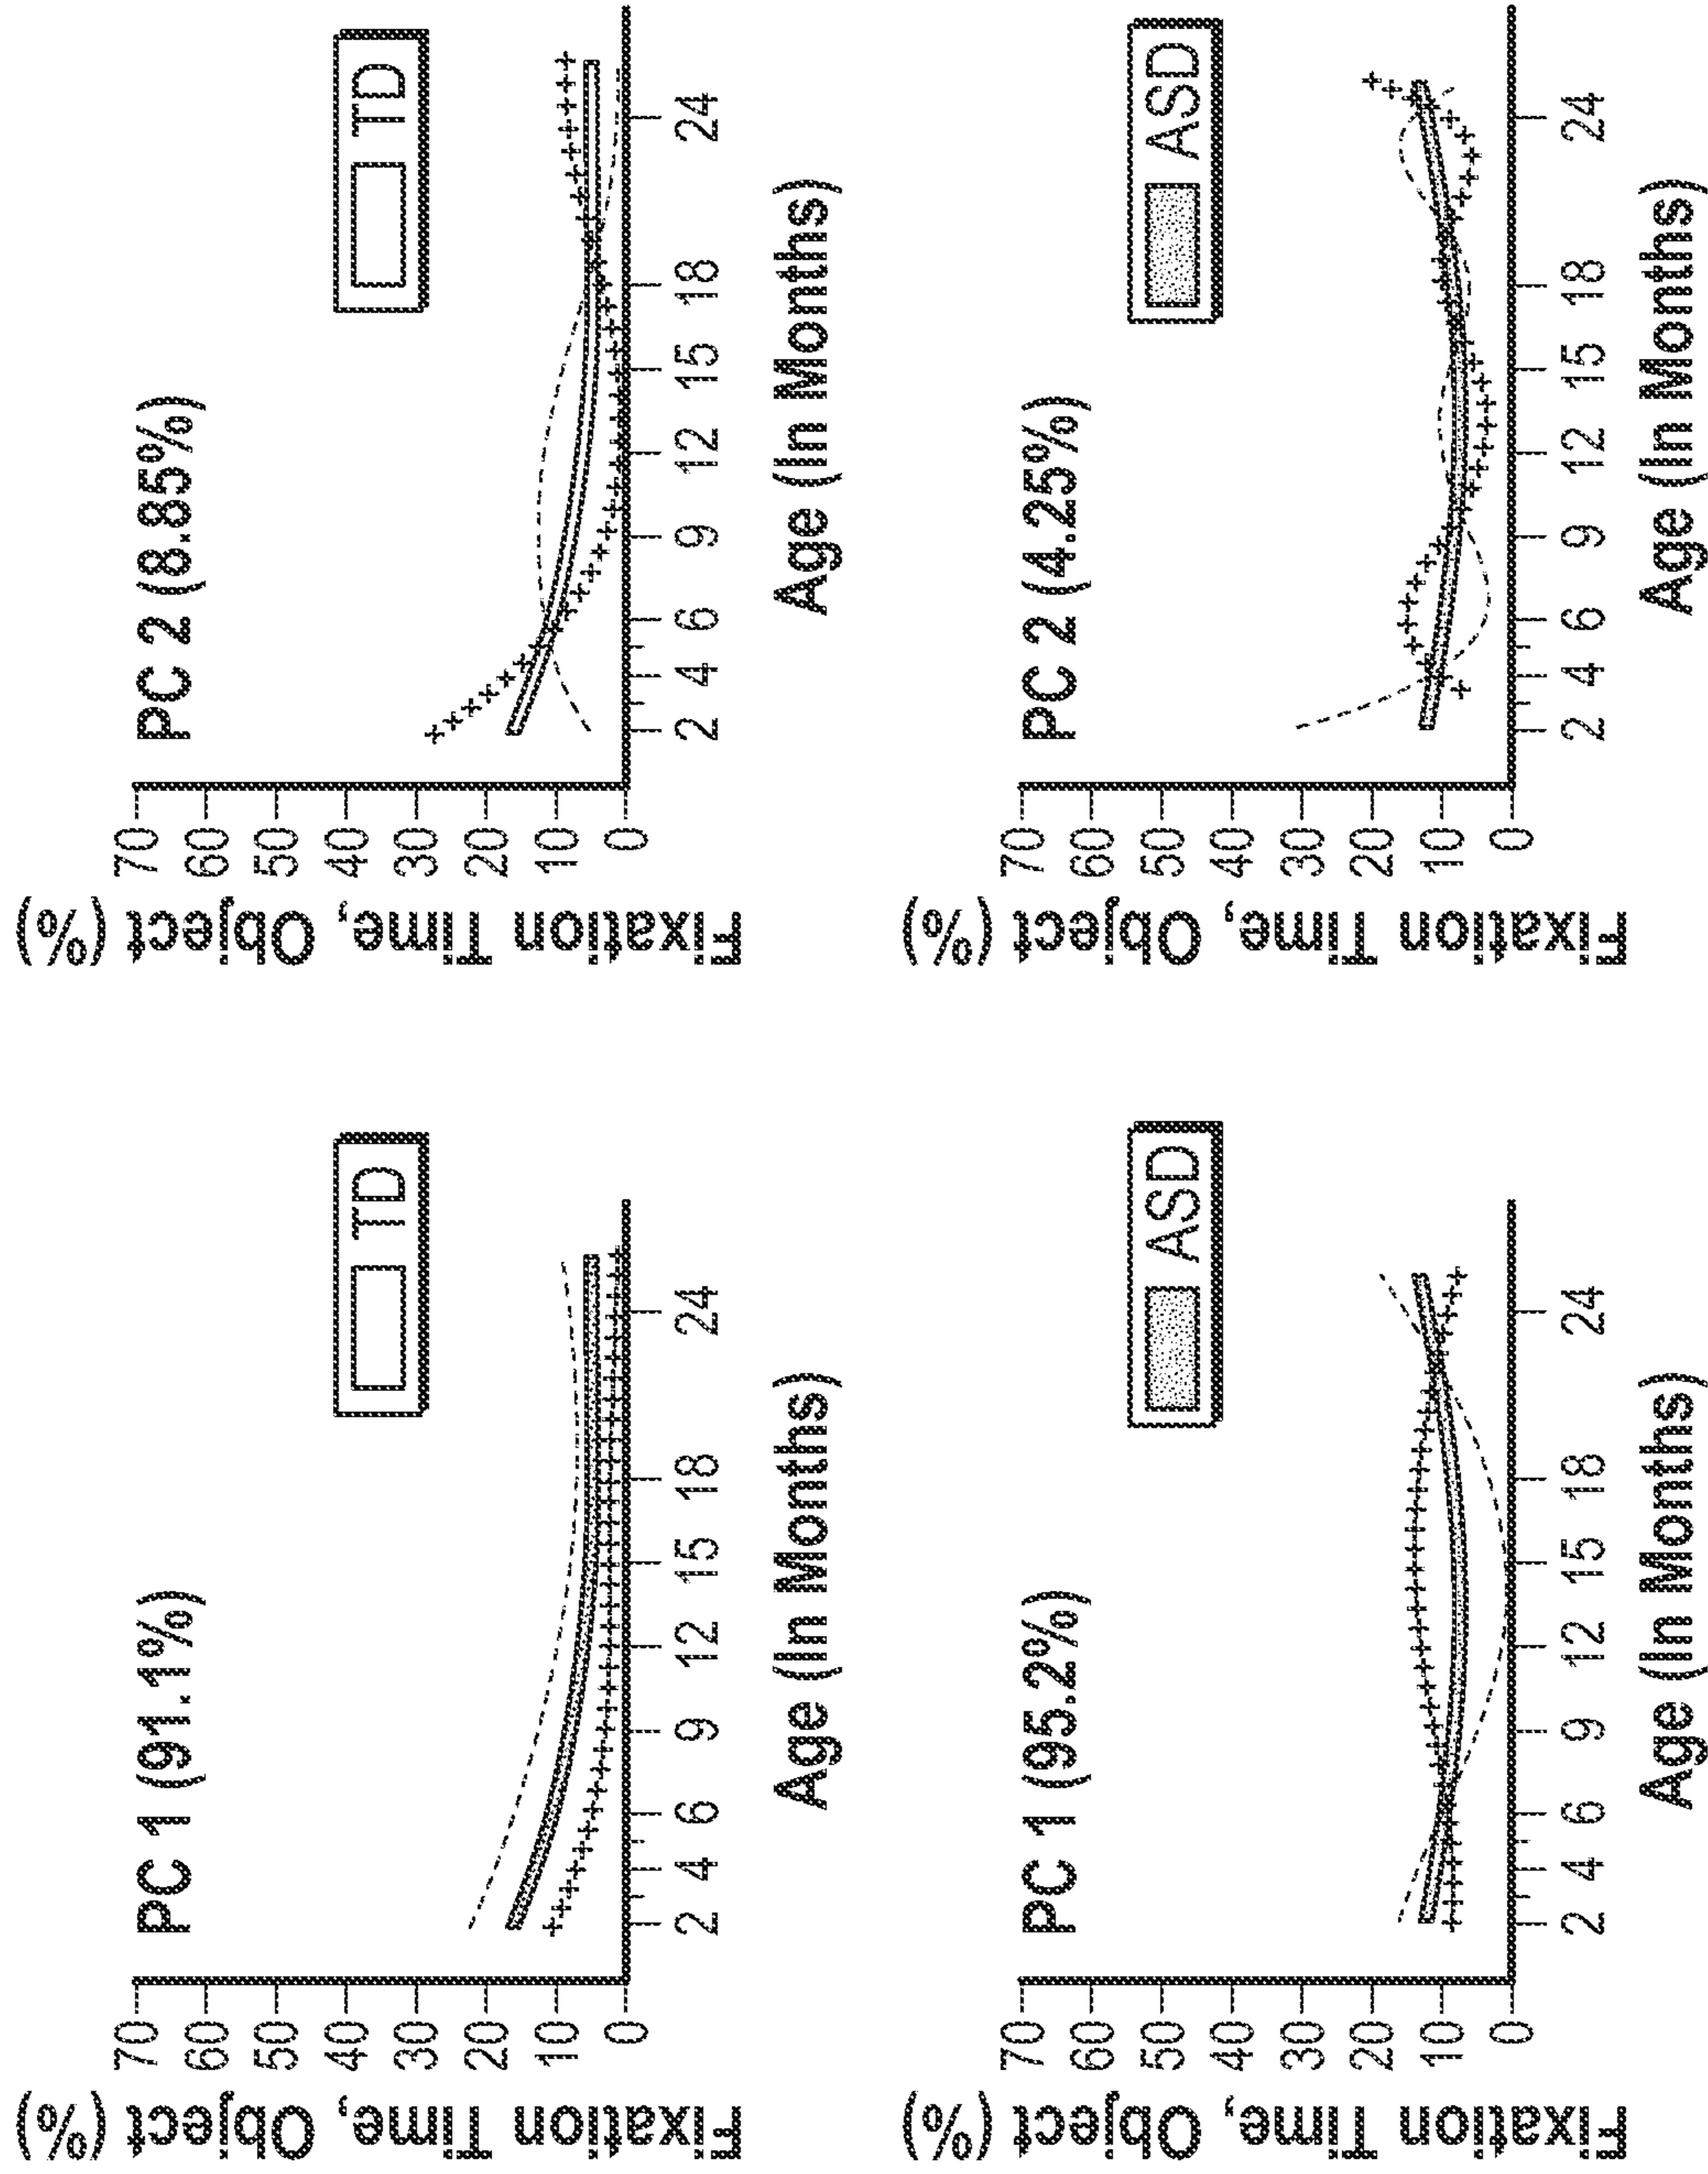 PC 1 (91.1%)
TD
Fixation Time, Object
(%)
70
60
50
40
30
20
10
0
2 4 6 9 12 15 18 24
Age (In Months)
PC 2 (8.85%)
TD
Fixation Time, Object
(%)
70
60
50
40
30
20
10
0
2 4 6 9 12 15 18 24
Age (In Months)
PC 1 (95.2%)
ASD
Fixation Time, Object
(%)
70
60
50
40
30
20
10
0
2 4 6 9 12 15 18 24
Age (In Months)
PC 2 (4.25%)
ASD
Fixation Time, Object
(%)
70
60
50
40
30
20
10
0
2 4 6 9 12 15 18 24
Age (In Months)